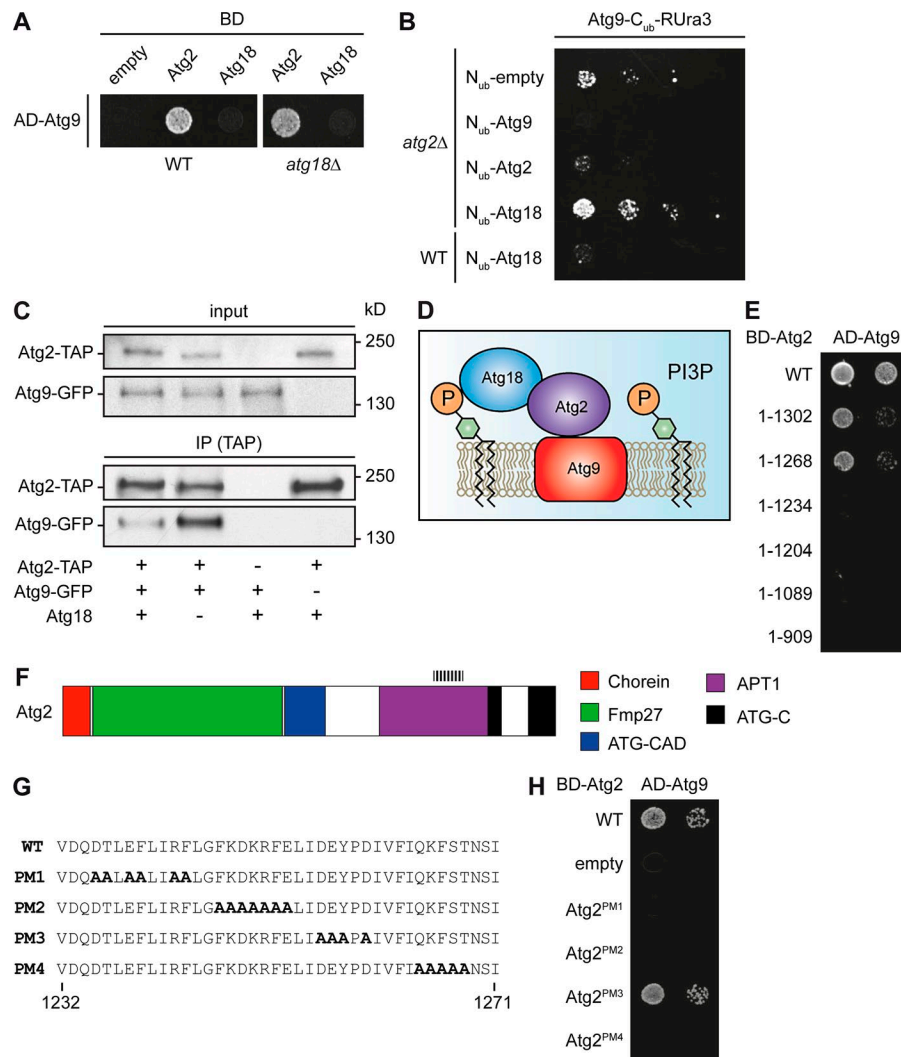 A
BD
empty Atg2 Atg18 Atg2 Atg18
AD-Atg9
WT atg18Δ
B
Atg9-Cub-RUra3
atg2Δ
Nub-empty
Nub-Atg9
Nub-Atg2
Nub-Atg18
WT Nub-Atg18
C
input kD
Atg2-TAP 250
Atg9-GFP 130
IP (TAP)
Atg2-TAP 250
Atg9-GFP 130
Atg2-TAP + + - +
Atg9-GFP + + + -
Atg18 + - + +
D
PI3P
Atg18
P Atg2 P
Atg9
E
BD-Atg2 AD-Atg9
WT
1-1302
1-1268
1-1234
1-1204
1-1089
1-909
F
Atg2
Chorein
Fmp27
ATG-CAD
APT1
ATG-C
G
WT VDQDTLEFLIRFLGFKDKRFELIDEYPDIVFIQKFSTNSI
PM1 VDQAALAALIAALGFKDKRFELIDEYPDIVFIQKFSTNSI
PM2 VDQDTLEFLIRFLGAAAAAAALIDEYPDIVFIQKFSTNSI
PM3 VDQDTLEFLIRFLGFKDKRFELIAAAPAIVFIQKFSTNSI
PM4 VDQDTLEFLIRFLGFKDKRFELIDEYPDIVFIAAAAANSI
1232 1271
H
BD-Atg2 AD-Atg9
WT
empty
Atg2PM1
Atg2PM2
Atg2PM3
Atg2PM4